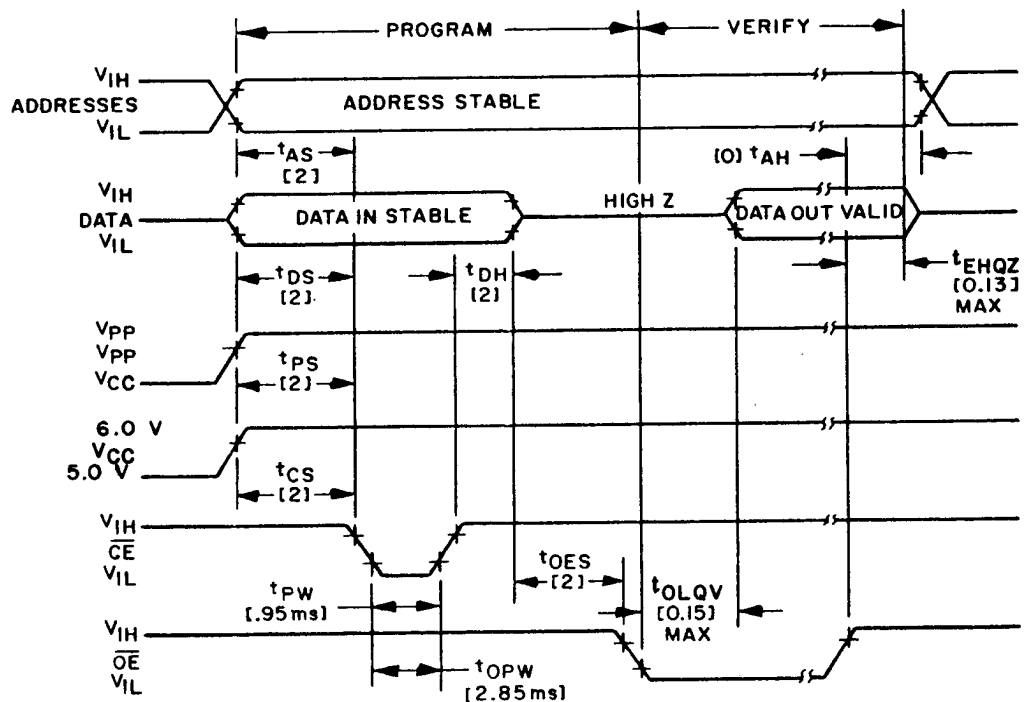 PROGRAM
VERIFY
VIH
ADDRESSES
VIL
ADDRESS STABLE
tAS
[2]
[0] tAH
VIH
DATA
VIL
DATA IN STABLE
HIGH Z
DATA OUT VALID
tDS
[2]
tDH
[2]
tEHQZ
[0.13]
MAX
VPP
VPP
VCC
tPS
[2]
6.0 V
VCC
5.0 V
tCS
[2]
VIH
CE
VIL
tPW
[.95ms]
tOES
[2]
tOLQV
[0.15]
MAX
VIH
OE
VIL
tOPW
[2.85ms]